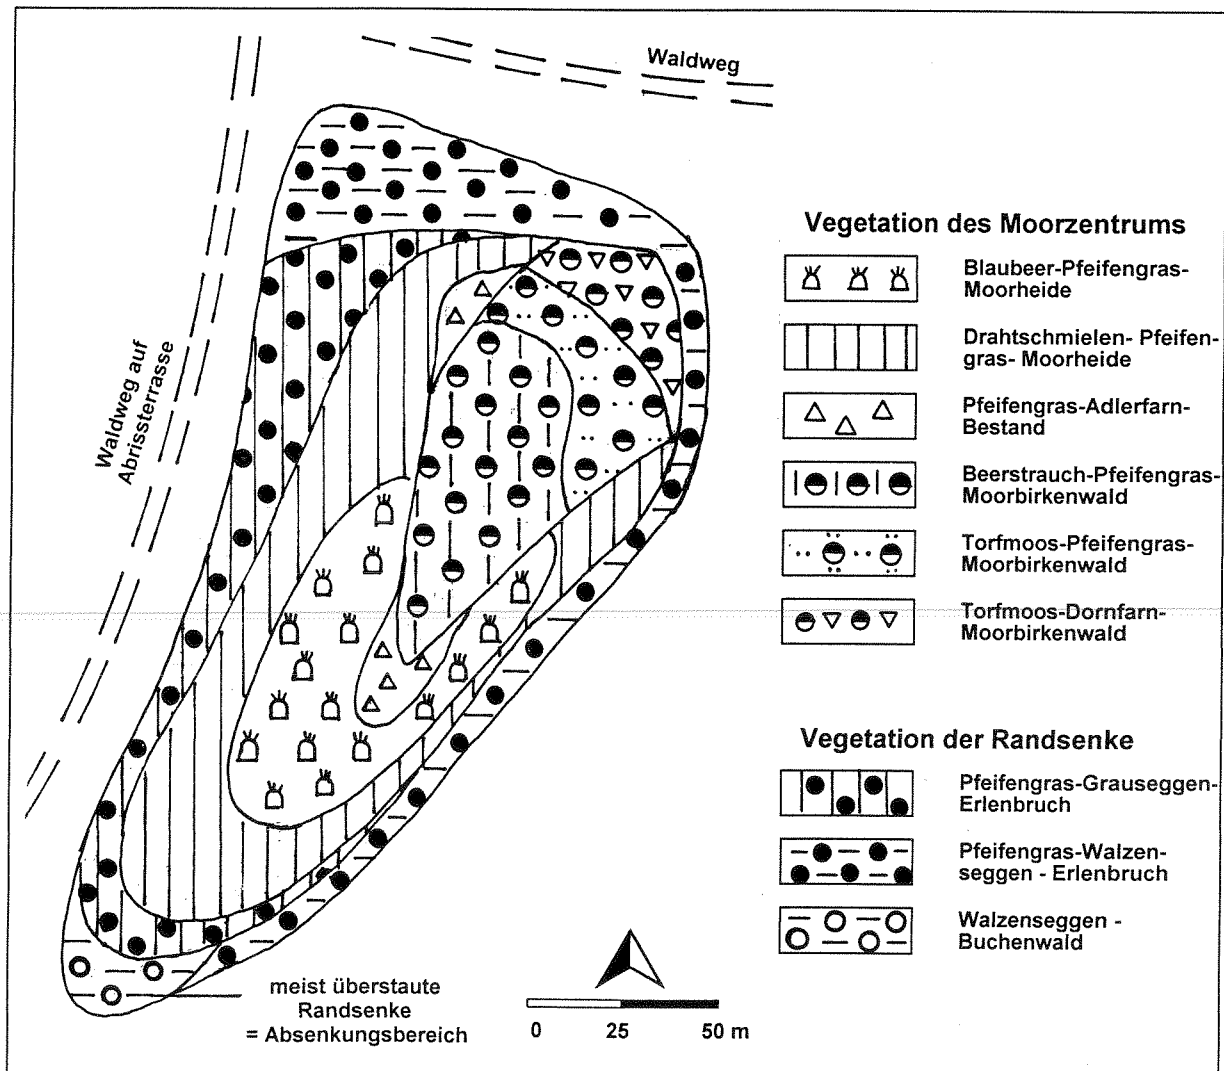 Waldweg
Waldweg auf
Abrissterrasse
Vegetation des Moorzentrums
Blaubeer-Pfeifengras-
Moorheide
Drahtschmielen- Pfeifen-
gras- Moorheide
Pfeifengras-Adlerfarn-
Bestand
Beerstrauch-Pfeifengras-
Moorbirkenwald
Torfmoos-Pfeifengras-
Moorbirkenwald
Torfmoos-Dornfarn-
Moorbirkenwald
Vegetation der Randsenke
Pfeifengras-Grauseggen-
Erlenbruch
Pfeifengras-Walzen-
seggen - Erlenbruch
Walzenseggen -
Buchenwald
meist überstaute
Randsenke
= Absenkungsbereich
0 25 50 m